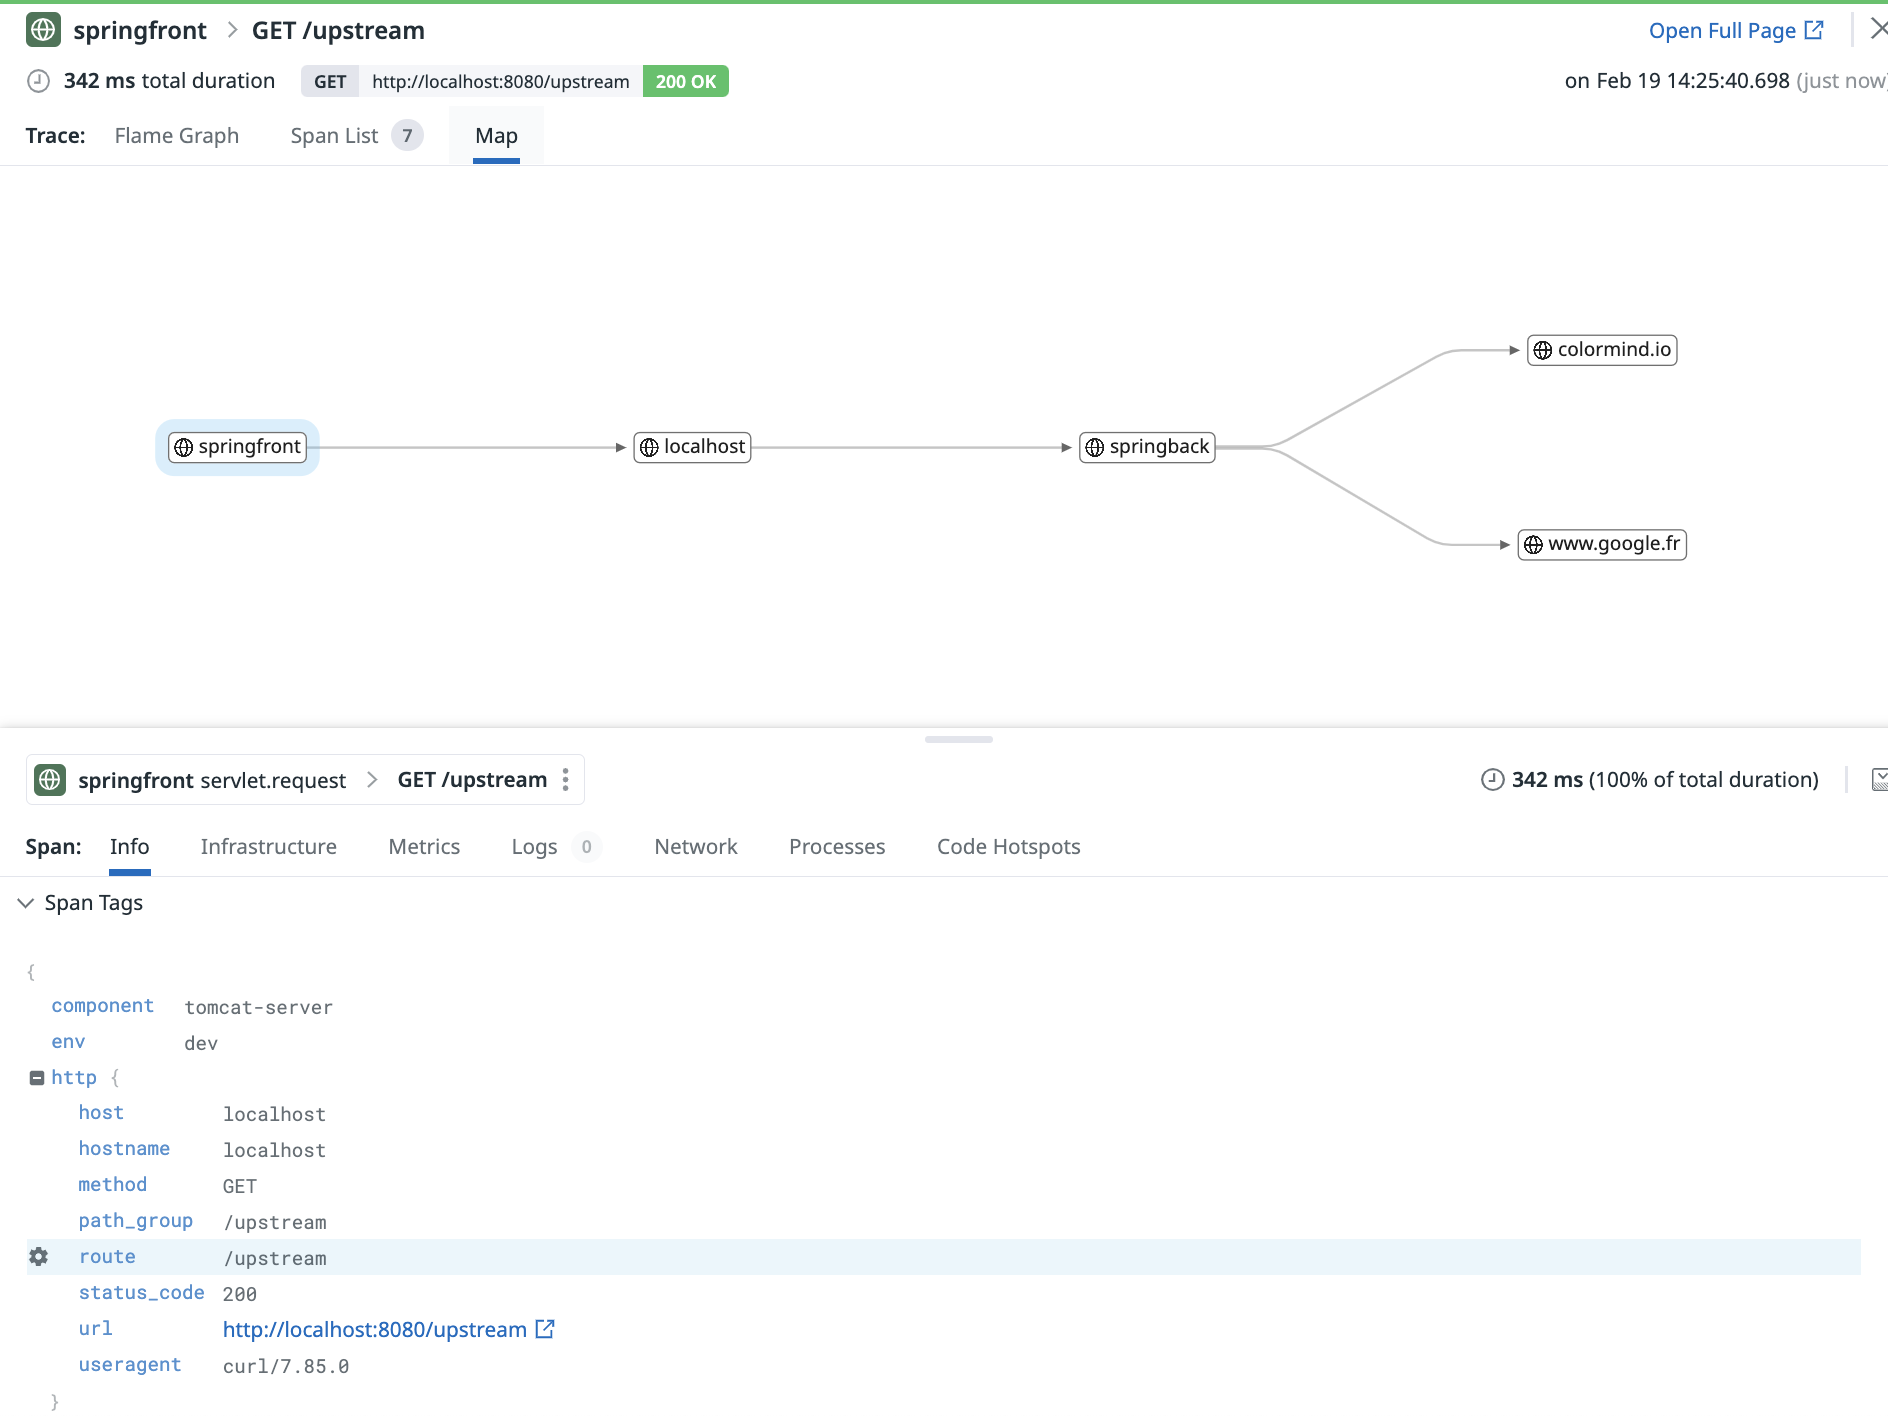 springfront > GET /upstream Open Full Page
342 ms total duration GET http://localhost:8080/upstream 200 OK on Feb 19 14:25:40.698 (just now)
Trace: Flame Graph Span List 7 Map
colormind.io
springfront localhost springback
www.google.fr
springfront servlet.request > GET /upstream 342 ms (100% of total duration)
Span: Info Infrastructure Metrics Logs 0 Network Processes Code Hotspots
Span Tags
{
component tomcat-server
env dev
http {
host localhost
hostname localhost
method GET
path_group /upstream
route /upstream
status_code 200
url http://localhost:8080/upstream
useragent curl/7.85.0
}